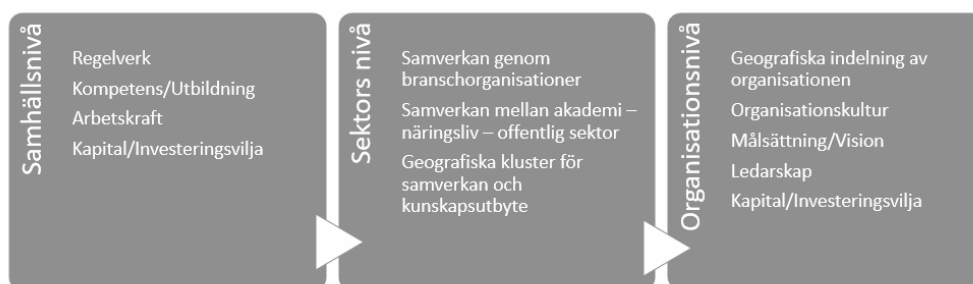 Samhällsnivå
Regelverk
Kompetens/Utbildning
Arbetskraft
Kapital/Investeringsvilja
Sektors nivå
Samverkan genom
branschorganisationer
Samverkan mellan akademi –
näringsliv – offentlig sektor
Geografiska kluster för
samverkan och
kunskapsutbyte
Organisationsnivå
Geografiska indelning av
organisationen
Organisationskultur
Målsättning/Vision
Ledarskap
Kapital/Investeringsvilja